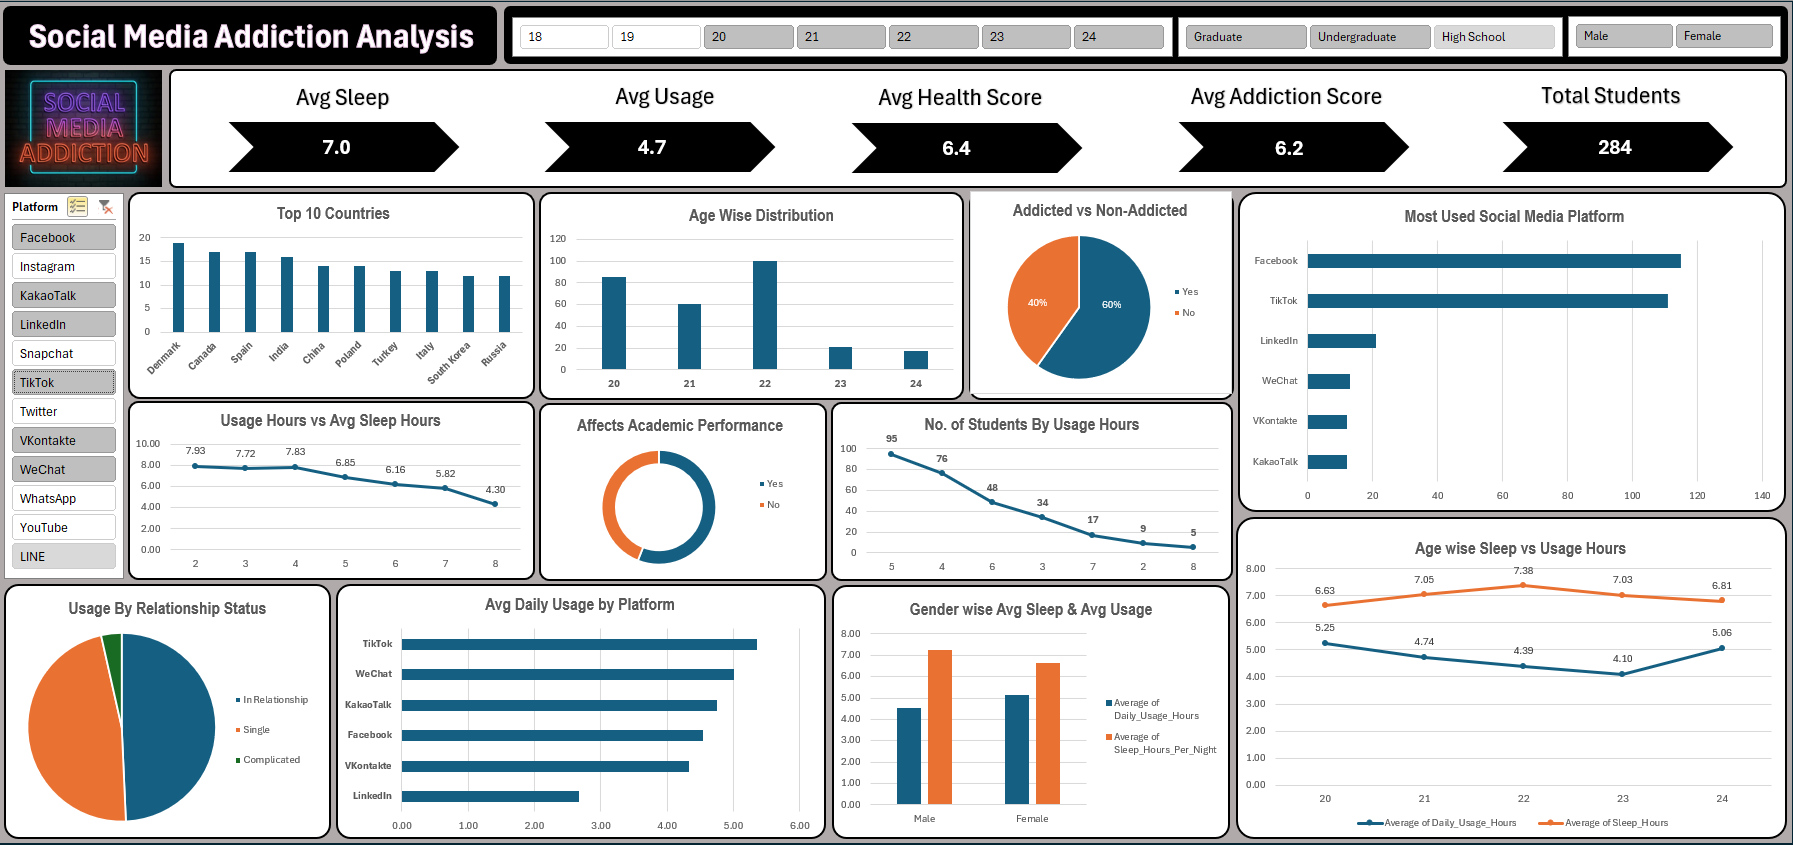 Social Media Addiction Analysis
18 19 20 21 22 23 24
Graduate Undergraduate High School
Male Female
SOCIAL
MEDIA
ADDICTION
Avg Sleep
7.0
Avg Usage
4.7
Avg Health Score
6.4
Avg Addiction Score
6.2
Total Students
284
Platform
Facebook
Instagram
KakaoTalk
LinkedIn
Snapchat
TikTok
Twitter
VKontakte
WeChat
WhatsApp
YouTube
LINE
Top 10 Countries
20
15
10
5
0
Denmark Canada Spain India China Poland Turkey Italy South Korea Russia
Age Wise Distribution
120
100
80
60
40
20
0
20 21 22 23 24
Addicted vs Non-Addicted
40% 60%
Yes
No
Most Used Social Media Platform
Facebook
TikTok
LinkedIn
WeChat
VKontakte
KakaoTalk
0 20 40 60 80 100 120 140
Usage Hours vs Avg Sleep Hours
10.00
8.00
6.00
4.00
2.00
0.00
7.93 7.72 7.83 6.85 6.16 5.82 4.30
2 3 4 5 6 7 8
Affects Academic Performance
Yes
No
No. of Students By Usage Hours
100
80
60
40
20
0
95 76 48 34 17 9 5
5 4 6 3 7 2 8
Age wise Sleep vs Usage Hours
8.00
7.00
6.00
5.00
4.00
3.00
2.00
1.00
0.00
6.63 7.05 7.38 7.03 6.81
5.25 4.74 4.39 4.10 5.06
20 21 22 23 24
Average of Daily_Usage_Hours Average of Sleep_Hours
Usage By Relationship Status
In Relationship
Single
Complicated
Avg Daily Usage by Platform
TikTok
WeChat
KakaoTalk
Facebook
VKontakte
LinkedIn
0.00 1.00 2.00 3.00 4.00 5.00 6.00
Gender wise Avg Sleep & Avg Usage
8.00
7.00
6.00
5.00
4.00
3.00
2.00
1.00
0.00
Male Female
Average of
Daily_Usage_Hours
Average of
Sleep_Hours_Per_Night